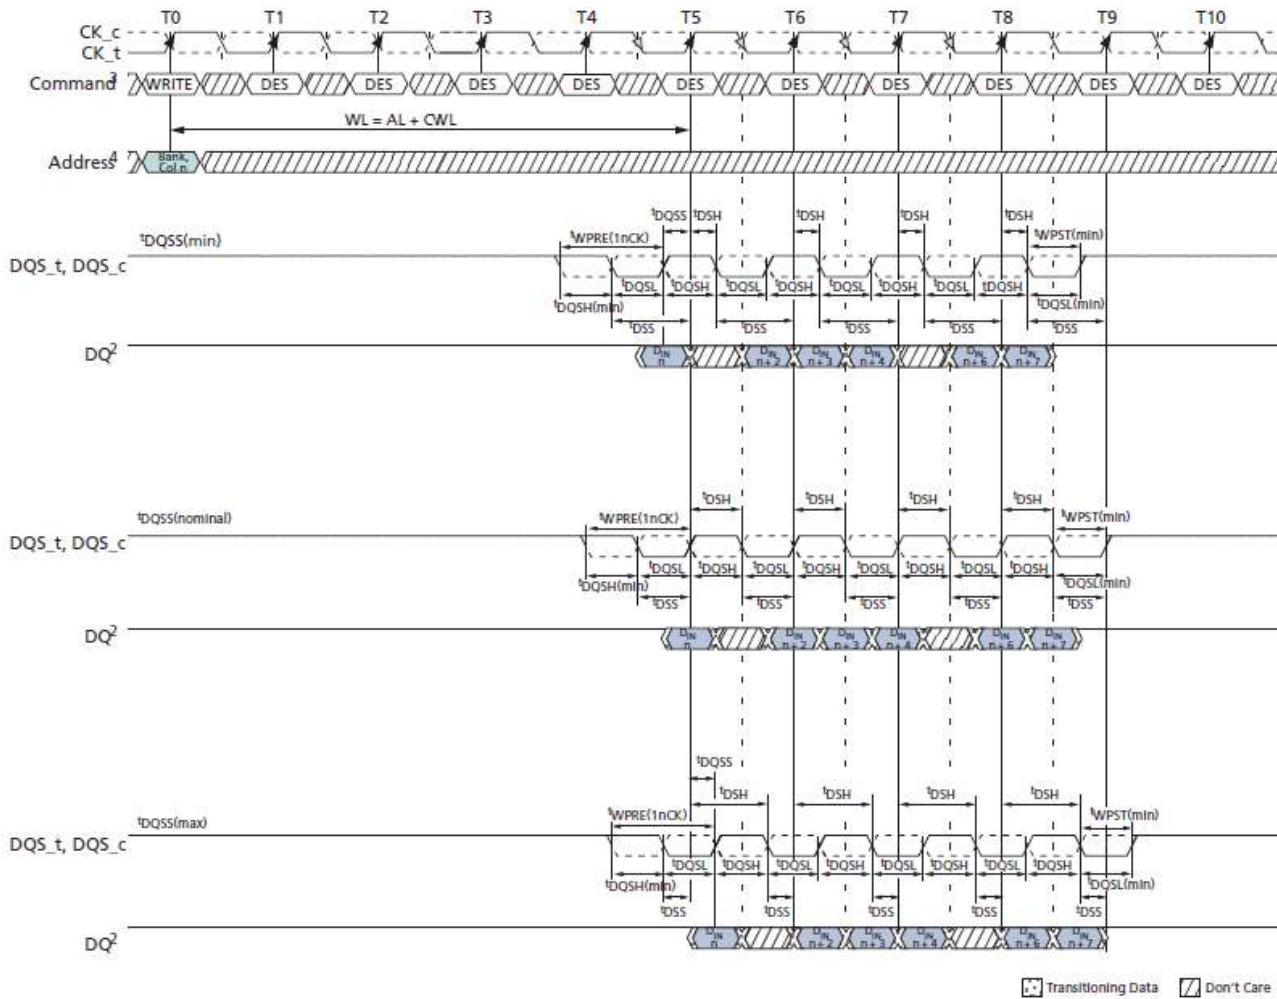 T0 T1 T2 T3 T4 T5 T6 T7 T8 T9 T10
CK_c
CK_t
Command3 WRITE DES DES DES DES DES DES DES DES DES DES
WL = AL + CWL
Address4 Bank, Col n
tDQSS tDSH tDSH tDSH tDSH
tDQSS(min) tWPRE(1nCK) tWPST(min)
DQS_t, DQS_c
tDQSL tDQSH tDQSL tDQSH tDQSL tDQSH tDQSL tDQSH
tDQSH(min) tDQSL(min)
tDSS tDSS tDSS tDSS tDSS
DQ2 DIN n DIN n + 2 DIN n + 3 DIN n + 4 DIN n + 6 DIN n + 7
tDSH tDSH tDSH tDSH
tDQSS(nominal) tWPRE(1nCK) tWPST(min)
DQS_t, DQS_c
tDQSL tDQSH tDQSL tDQSH tDQSL tDQSH tDQSL tDQSH
tDQSH(min) tDQSL(min)
tDSS tDSS tDSS tDSS tDSS
DQ2 DIN n DIN n + 2 DIN n + 3 DIN n + 4 DIN n + 6 DIN n + 7
tDQSS
tDSH tDSH tDSH tDSH
tDQSS(max) tWPRE(1nCK) tWPST(min)
DQS_t, DQS_c
tDQSL tDQSH tDQSL tDQSH tDQSL tDQSH tDQSL tDQSH
tDQSH(min) tDQSL(min)
tDSS tDSS tDSS tDSS tDSS
DQ2 DIN n DIN n + 2 DIN n + 3 DIN n + 4 DIN n + 6 DIN n + 7
Transitioning Data Don't Care